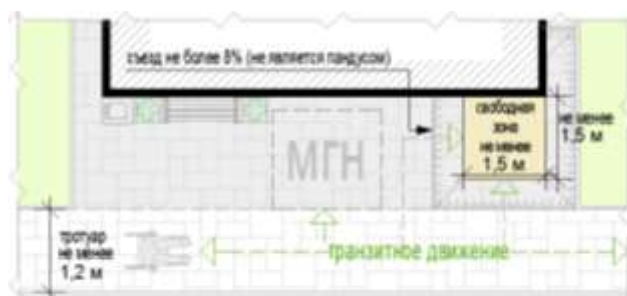 съезд не более 8% (не является пандусом)
свободная
зона
не менее
1,5 м
не менее
1,5 м
МГН
тротуар
не менее
1,2 м
транзитное движение